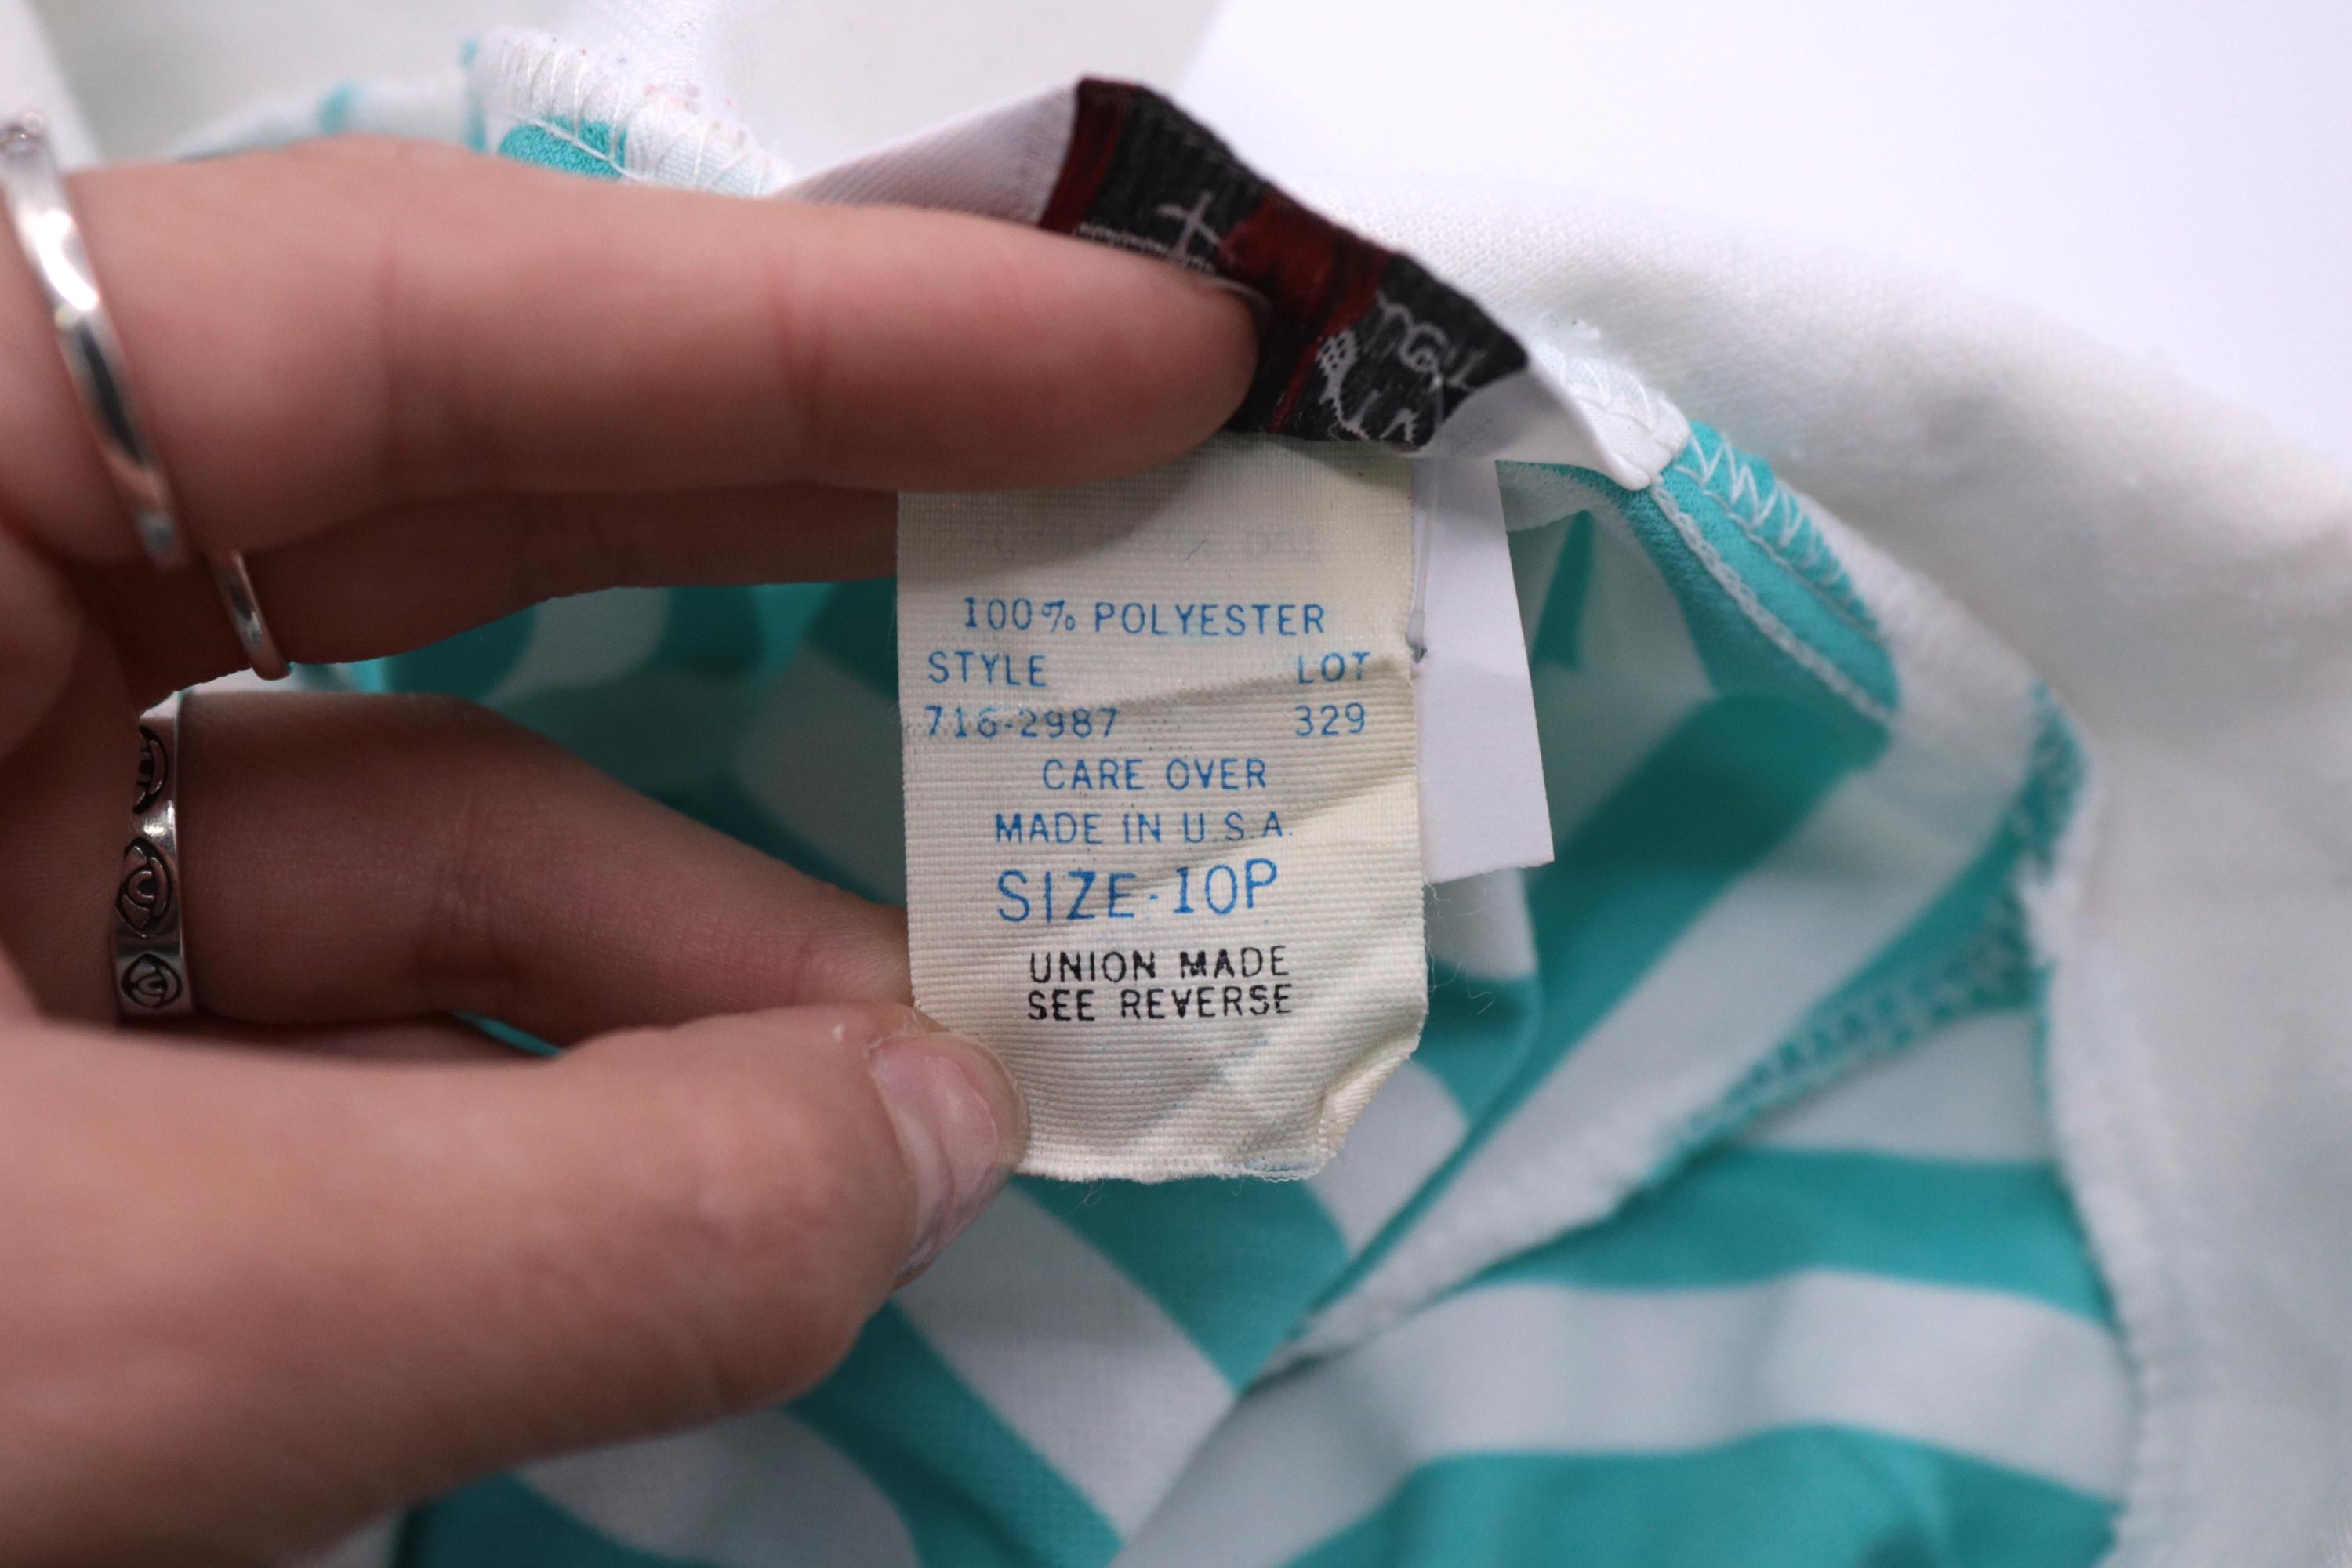 100% POLYESTER
STYLE LOT
716-2987 329
CARE OVER
MADE IN U.S.A.
SIZE-10P
UNION MADE
SEE REVERSE